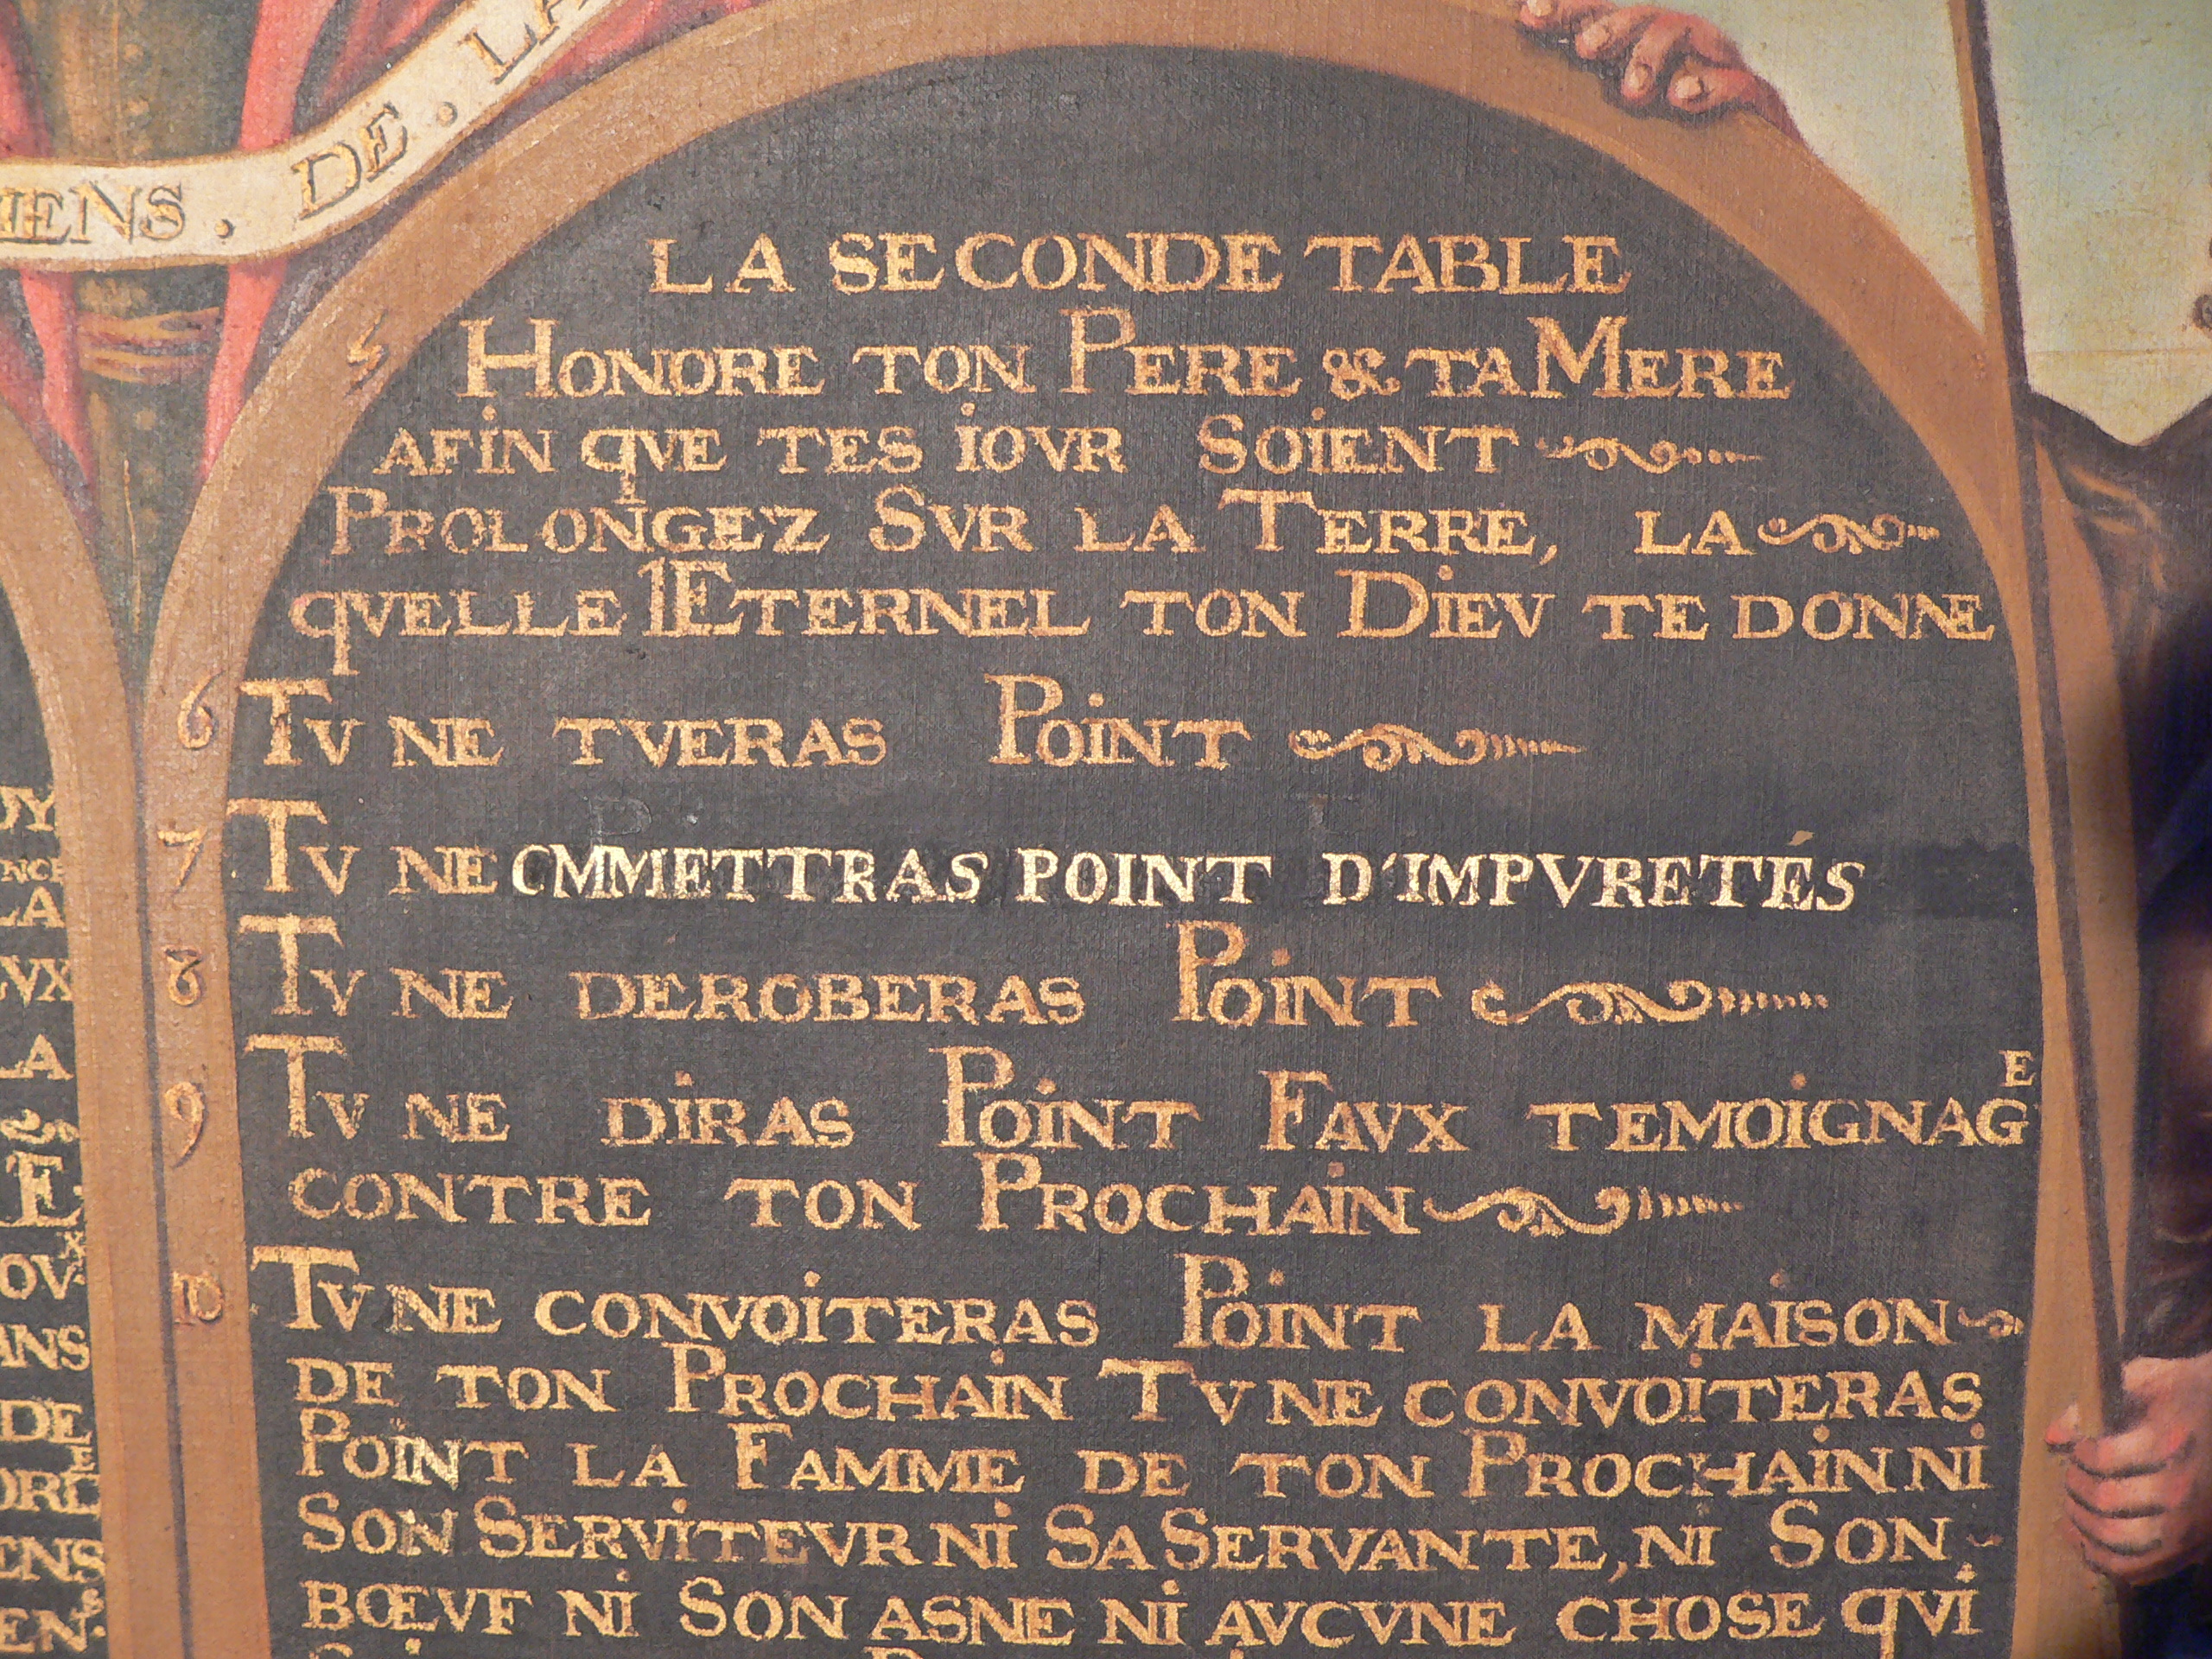 IENS . DE . LA
LA SECONDE TABLE
5 HONORE TON PERE & TA MERE
AFIN QVE TES IOVR SOIENT
PROLONGEZ SVR LA TERRE, LA
QVELLE lETERNEL TON DIEV TE DONNE
6 TV NE TVERAS POINT
7 TV NE CMMETTRAS POINT D'IMPVRETÉS
8 TV NE DEROBERAS POINT
9 TV NE DIRAS POINT FAVX TEMOIGNAGE
CONTRE TON PROCHAIN
10 TV NE CONVOITERAS POINT LA MAISON
DE TON PROCHAIN TV NE CONVOITERAS
POINT LA FAMME DE TON PROCHAIN NI
SON SERVITEVR NI SA SERVANTE, NI SON
BŒVF NI SON ASNE NI AVCVNE CHOSE QVI